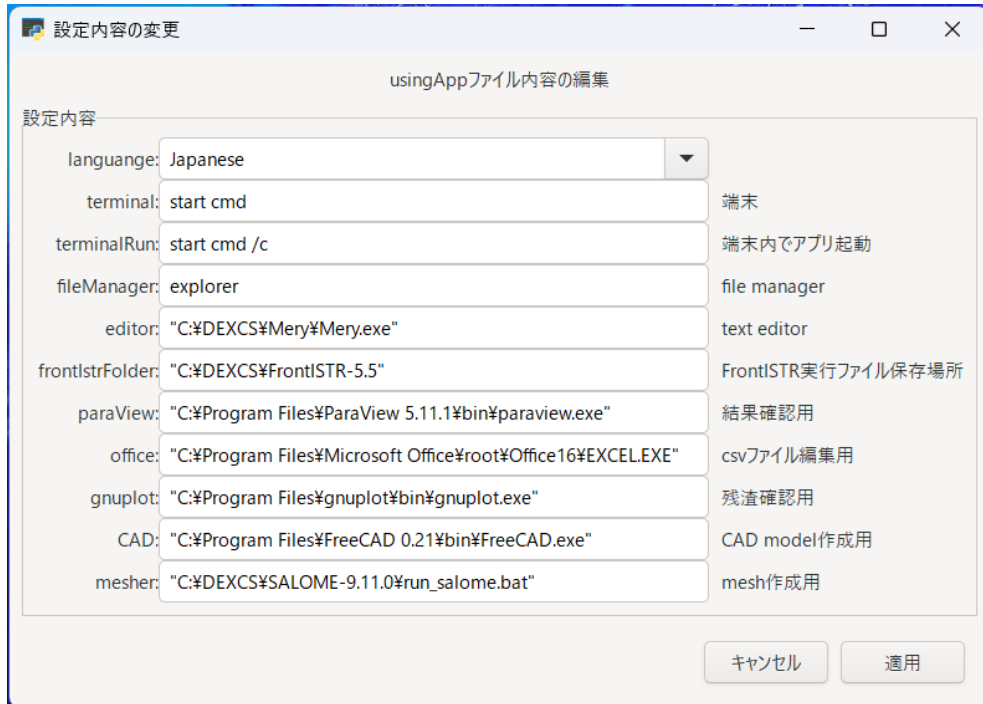 設定内容の変更
usingAppファイル内容の編集
設定内容
languange: Japanese
terminal: start cmd 端末
terminalRun: start cmd /c 端末内でアプリ起動
fileManager: explorer file manager
editor: "C:¥DEXCS¥Mery¥Mery.exe" text editor
frontIstrFolder: "C:¥DEXCS¥FrontISTR-5.5" FrontISTR実行ファイル保存場所
paraView: "C:¥Program Files¥ParaView 5.11.1¥bin¥paraview.exe" 結果確認用
office: "C:¥Program Files¥Microsoft Office¥root¥Office16¥EXCEL.EXE" csvファイル編集用
gnuplot: "C:¥Program Files¥gnuplot¥bin¥gnuplot.exe" 残渣確認用
CAD: "C:¥Program Files¥FreeCAD 0.21¥bin¥FreeCAD.exe" CAD model作成用
mesher: "C:¥DEXCS¥SALOME-9.11.0¥run_salome.bat" mesh作成用
キャンセル 適用